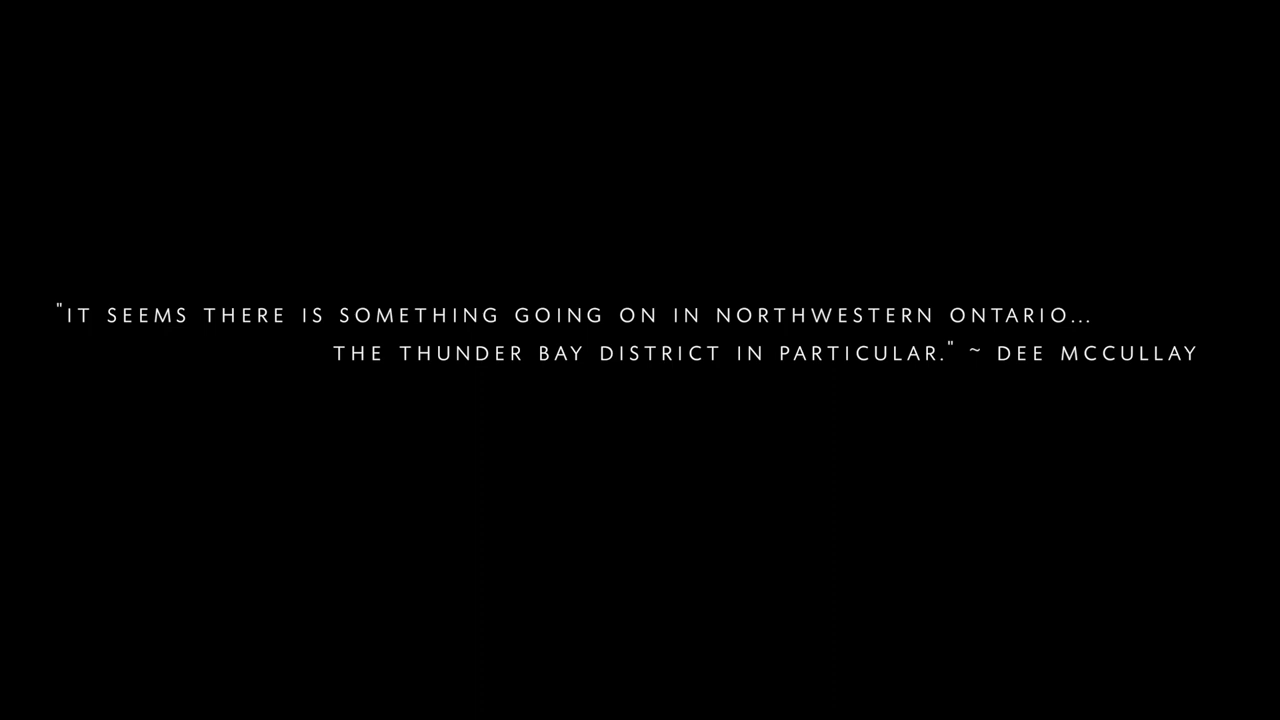 "IT SEEMS THERE IS SOMETHING GOING ON IN NORTHWESTERN ONTARIO...
THE THUNDER BAY DISTRICT IN PARTICULAR." ~ DEE MCCULLAY